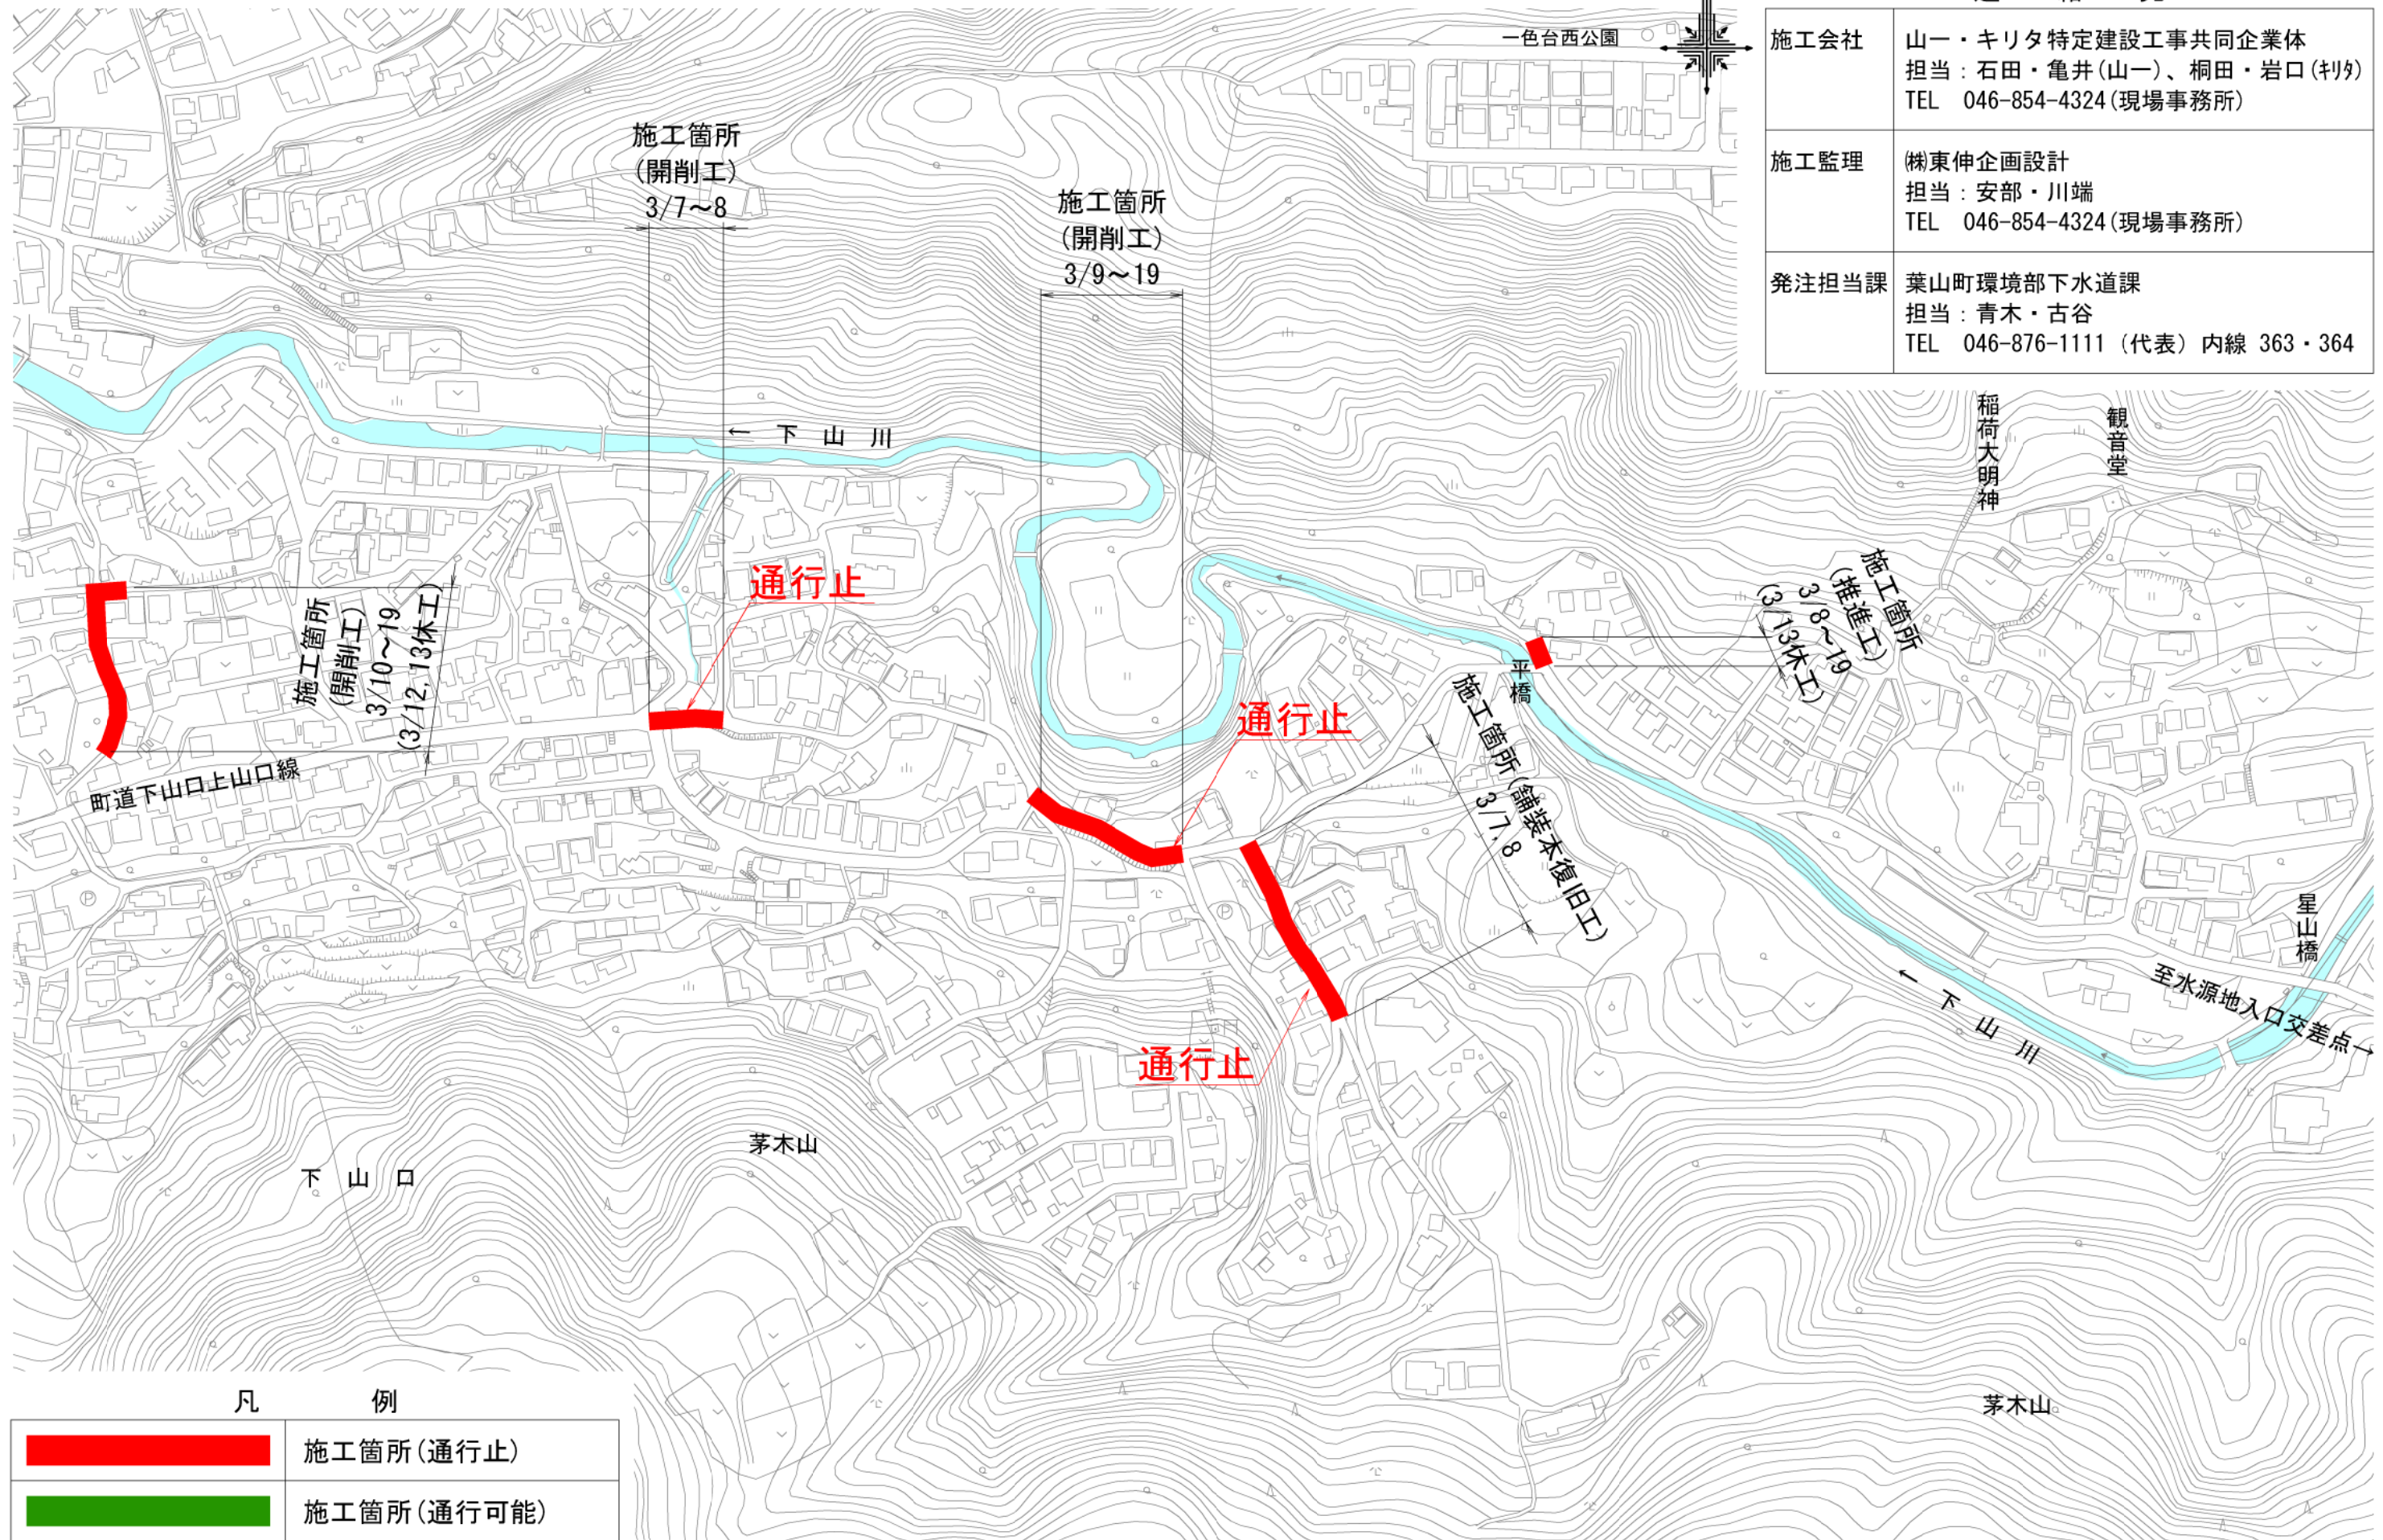 一色台西公園
施工会社
山一・キリタ特定建設工事共同企業体
担当：石田・亀井(山一)、桐田・岩口(ｷﾘﾀ)
TEL 046-854-4324(現場事務所)
施工監理
㈱東伸企画設計
担当：安部・川端
TEL 046-854-4324(現場事務所)
発注担当課
葉山町環境部下水道課
担当：青木・古谷
TEL 046-876-1111（代表）内線 363・364
施工箇所
(開削工)
3/7～8
施工箇所
(開削工)
3/9～19
← 下山川
稲荷大明神
観音堂
通行止
施工箇所
(開削工)
3/10～19
(3/12,13休工)
町道下山口上山口線
施工箇所
(推進工)
3/8～19
(3/13休工)
平橋
通行止
施工箇所(舗装本復旧工)
3/7,8
P
P
星山橋
至水源地入口交差点→
← 下山川
通行止
茅木山
下山口
茅木山
凡例
施工箇所(通行止)
施工箇所(通行可能)